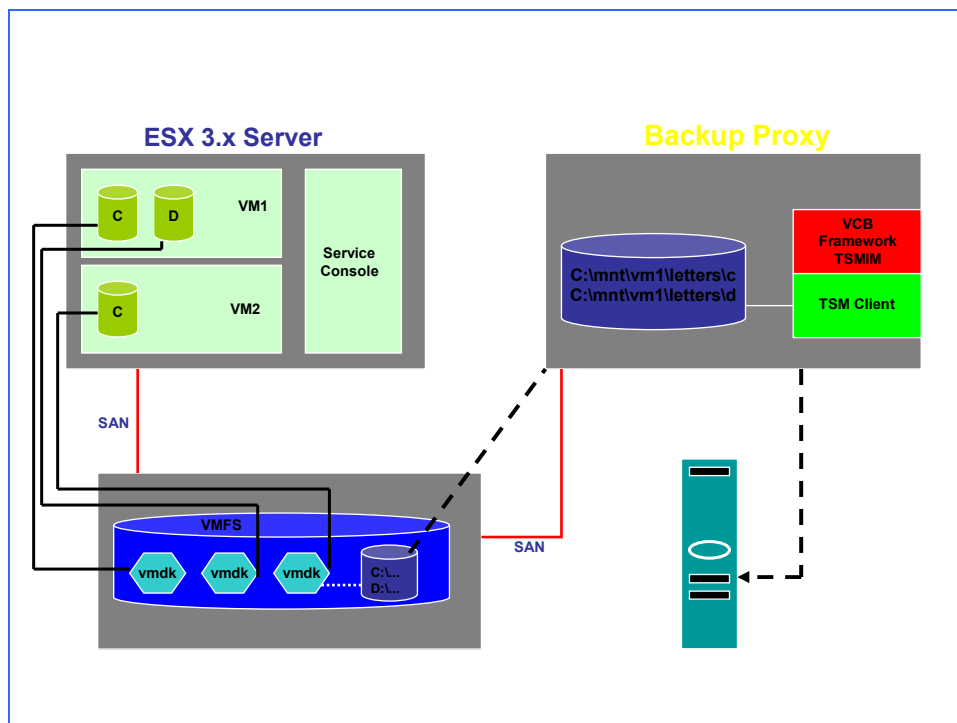 ESX 3.x Server
Backup Proxy
C
D
VM1
C
VM2
Service
Console
C:\mnt\vm1\letters\c
C:\mnt\vm1\letters\d
VCB
Framework
TSMIM
TSM Client
SAN
SAN
VMFS
vmdk
vmdk
vmdk
C:\...
D:\...